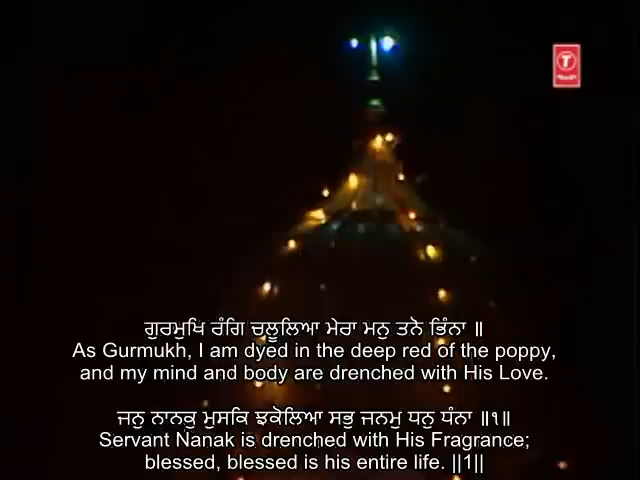 T
ਗੁਰਮੁਖਿ ਰੰਗਿ ਚਲੂਲਿਆ ਮੇਰਾ ਮਨੁ ਤਨੋ ਭਿੰਨਾ ॥
As Gurmukh, I am dyed in the deep red of the poppy,
and my mind and body are drenched with His Love.
ਜਨੁ ਨਾਨਕੁ ਮੁਸਕਿ ਝਕੋਲਿਆ ਸਭੁ ਜਨਮੁ ਧਨੁ ਧੰਨਾ ॥੧॥
Servant Nanak is drenched with His Fragrance;
blessed, blessed is his entire life. ||1||